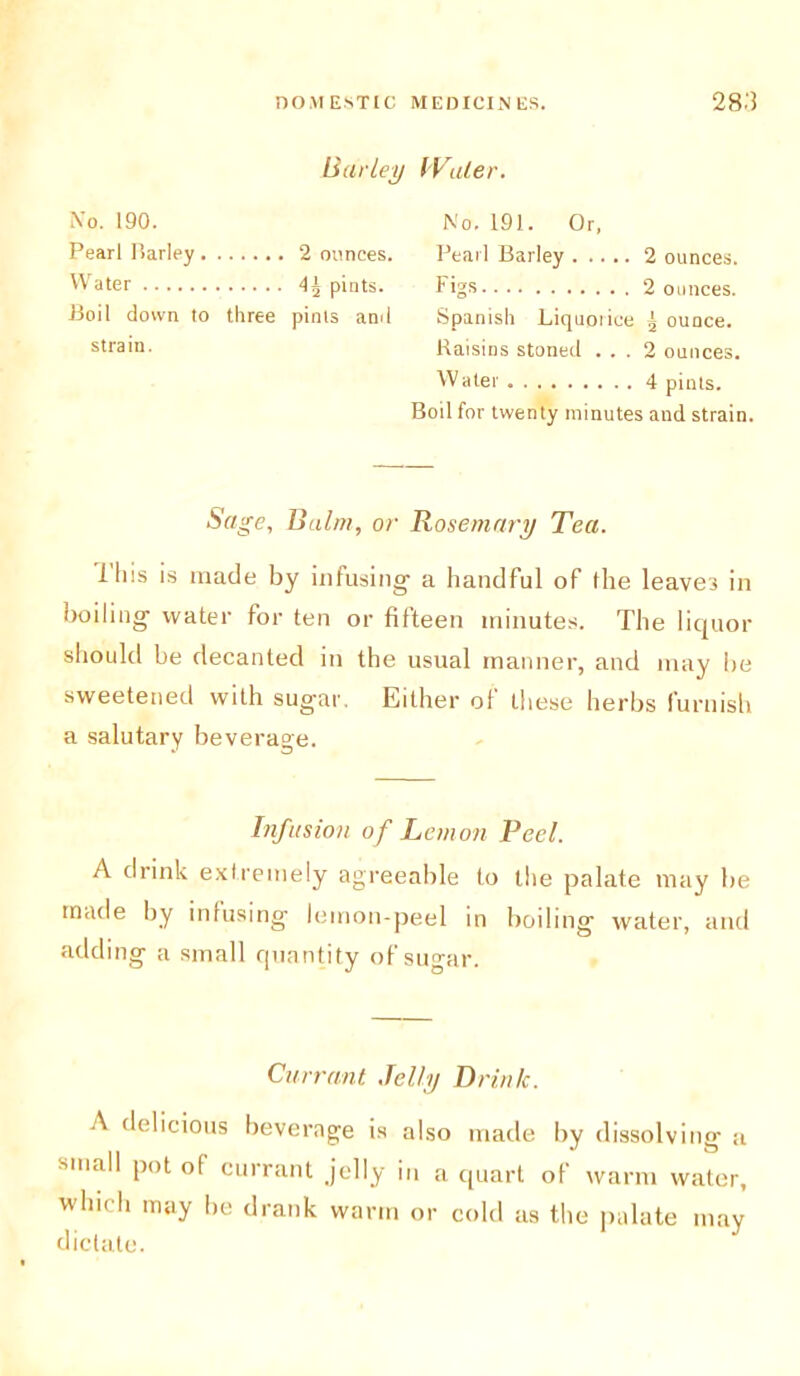 DOMESTIC MEDICINES. 283
Barley Water.
No. 190.
Pearl Barley........ 2 ounces.
Water............. 4½ pints.
Boil down to three pints and
strain.
No. 191. Or,
Pearl Barley..... 2 ounces.
Figs............ 2 ounces.
Spanish Liquorice ½ ounce.
Raisins stoned ... 2 ounces.
Water.......... 4 pints.
Boil for twenty minutes and strain.
Sage, Balm, or Rosemary Tea.
This is made by infusing a handful of the leaves in
boiling water for ten or fifteen minutes. The liquor
should be decanted in the usual manner, and may be
sweetened with sugar. Either of these herbs furnish
a salutary beverage.
Infusion of Lemon Peel.
A drink extremely agreeable to the palate may be
made by infusing lemon-peel in boiling water, and
adding a small quantity of sugar.
Currant Jelly Drink.
A delicious beverage is also made by dissolving a
small pot of currant jelly in a quart of warm water,
which may be drank warm or cold as the palate may
dictate.